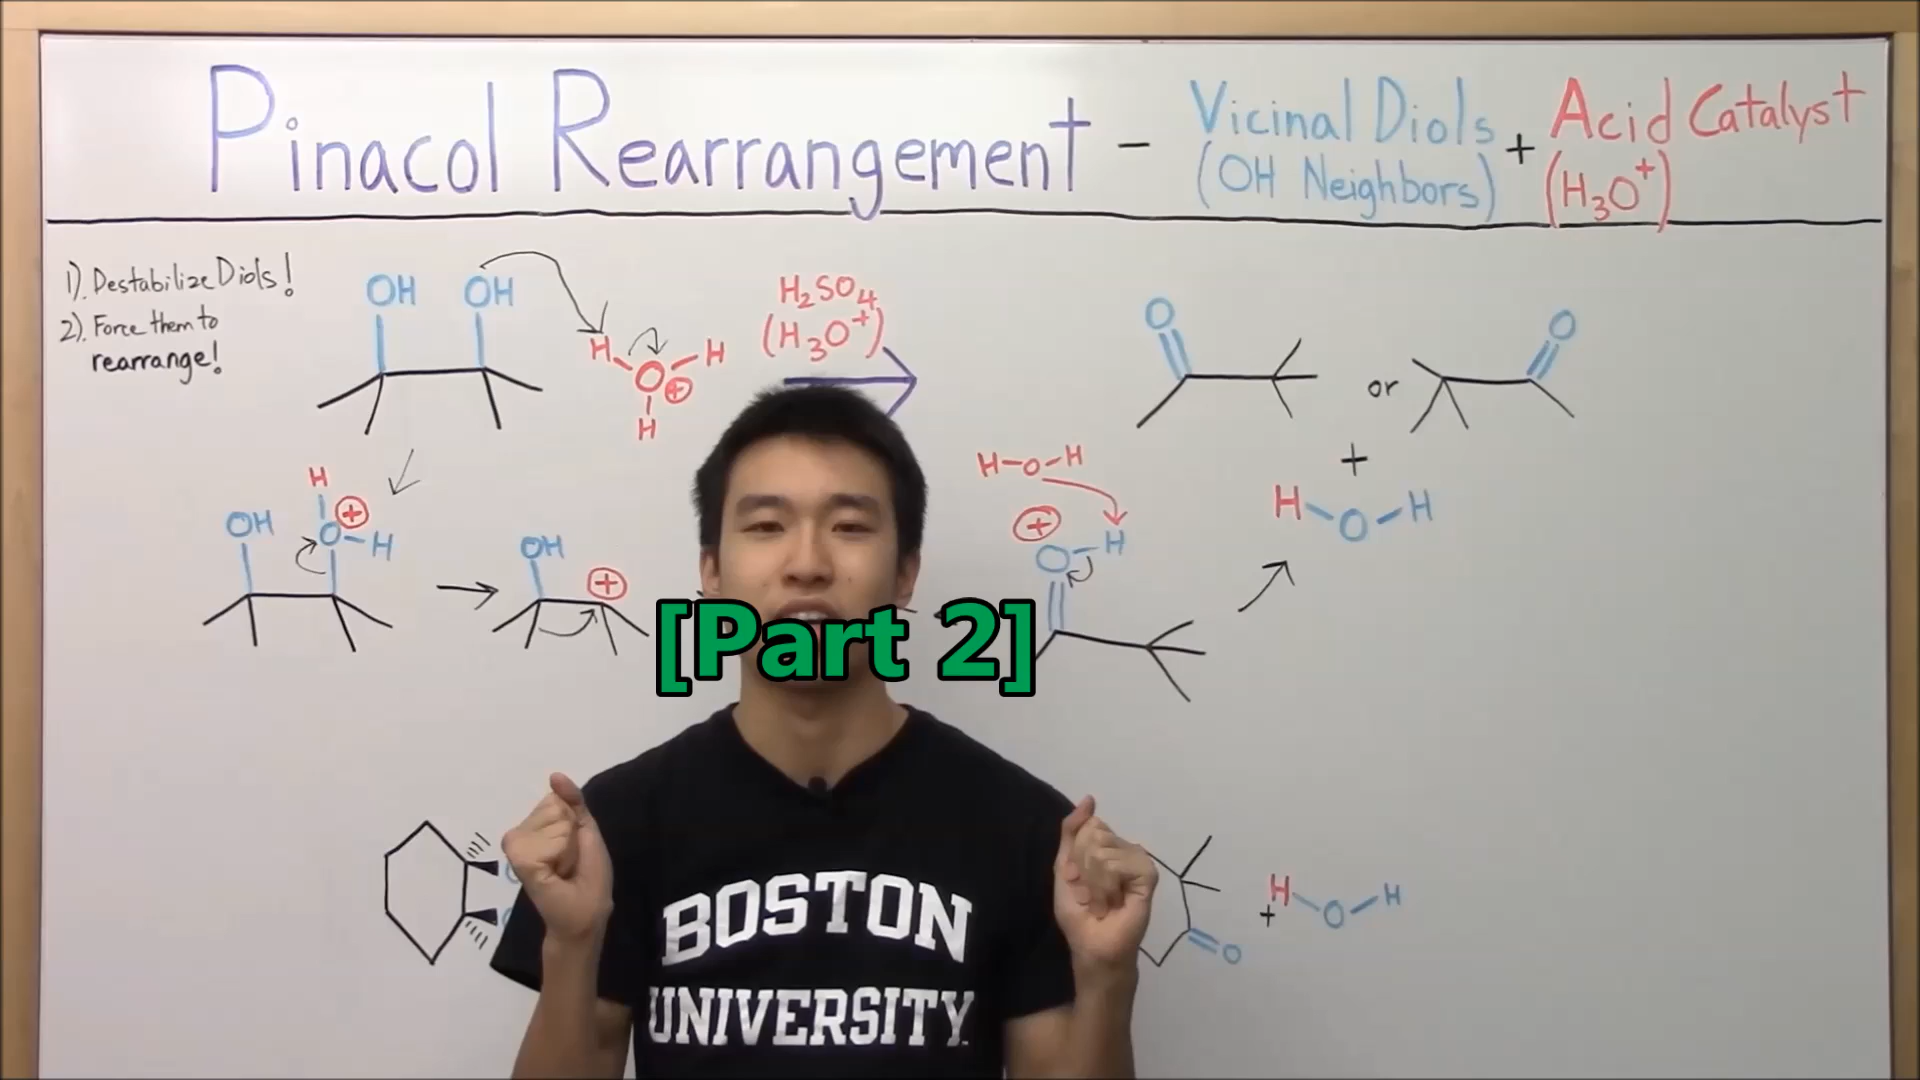 Pinacol Rearrangement - Vicinal Diols + Acid Catalyst
(OH Neighbors) (H3O+)
1). Destabilize Diols!
2). Force them to
rearrange!
OH OH
H2SO4
(H3O+)
H O H
⊕
H
O
or
O
+
H-O-H
H
⊕
OH
O-H
OH
⊕
⊕
O-H
H-O-H
[Part 2]
BOSTON
UNIVERSITY
+ H-O-H
O